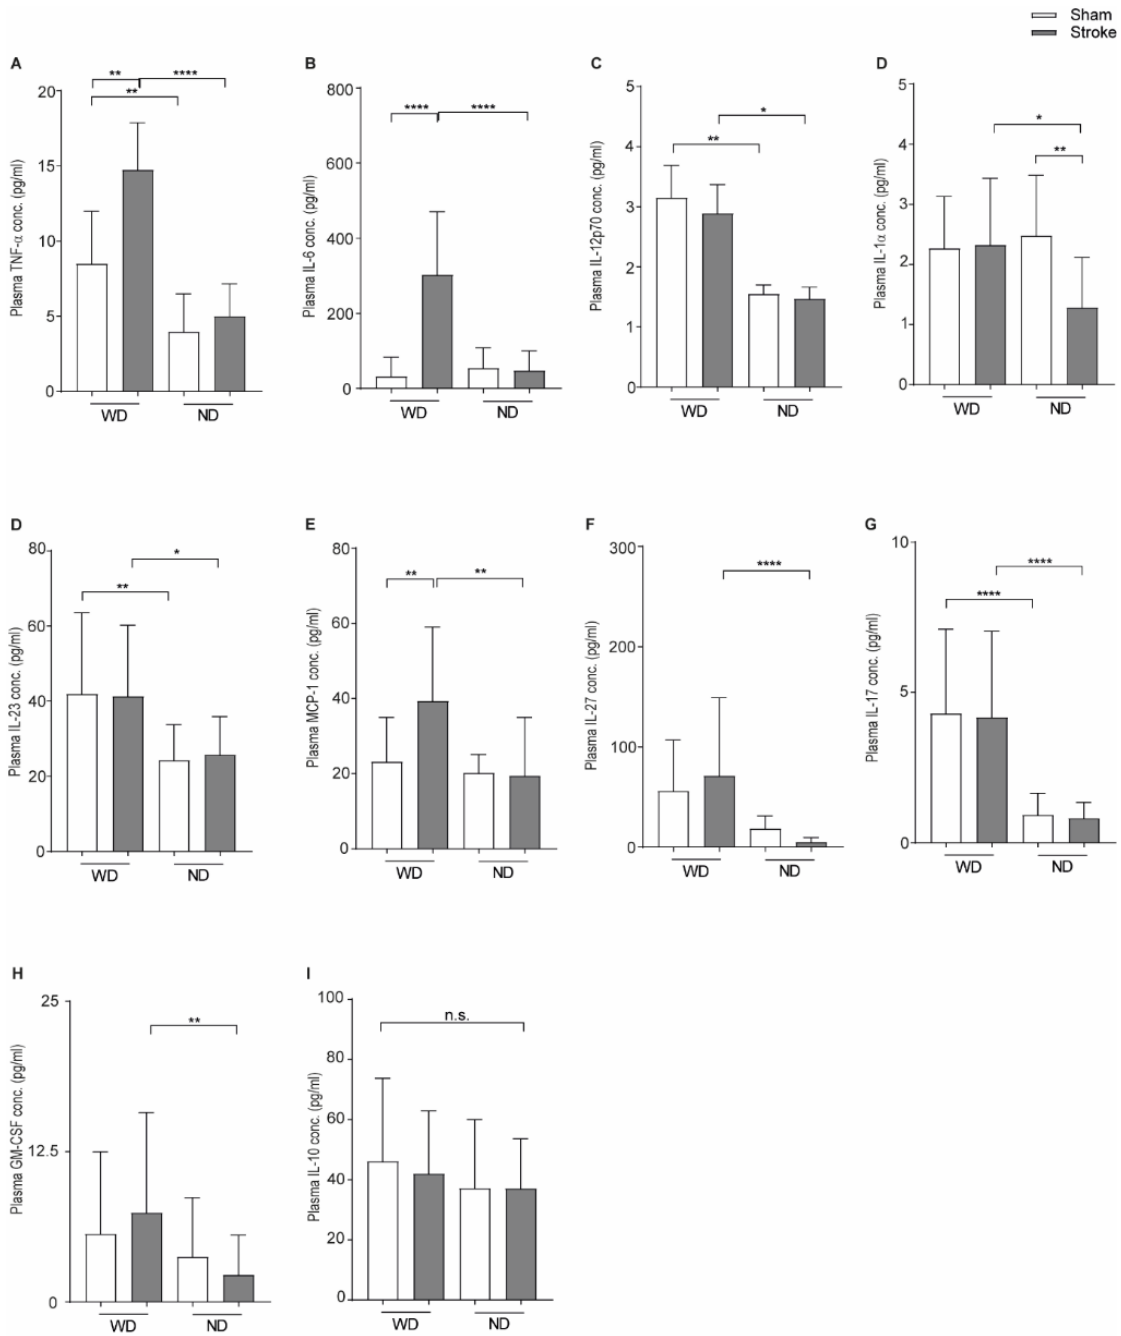 Sham
Stroke
A
Plasma TNF-α conc. (pg/ml)
20
15
10
5
0
**
****
**
WD
ND
B
Plasma IL-6 conc. (pg/ml)
800
600
400
200
0
****
****
WD
ND
C
Plasma IL-12p70 conc. (pg/ml)
5
4
3
2
1
0
*
**
WD
ND
D
Plasma IL-1α conc. (pg/ml)
5
4
3
2
1
0
*
**
WD
ND
D
Plasma IL-23 conc. (pg/ml)
80
60
40
20
0
*
**
WD
ND
E
Plasma MCP-1 conc. (pg/ml)
80
60
40
20
0
**
**
WD
ND
F
Plasma IL-27 conc. (pg/ml)
300
200
100
0
****
WD
ND
G
Plasma IL-17 conc. (pg/ml)
10
5
0
****
****
WD
ND
H
Plasma GM-CSF conc. (pg/ml)
25
12.5
0
**
WD
ND
I
Plasma IL-10 conc. (pg/ml)
100
80
60
40
20
0
n.s.
WD
ND